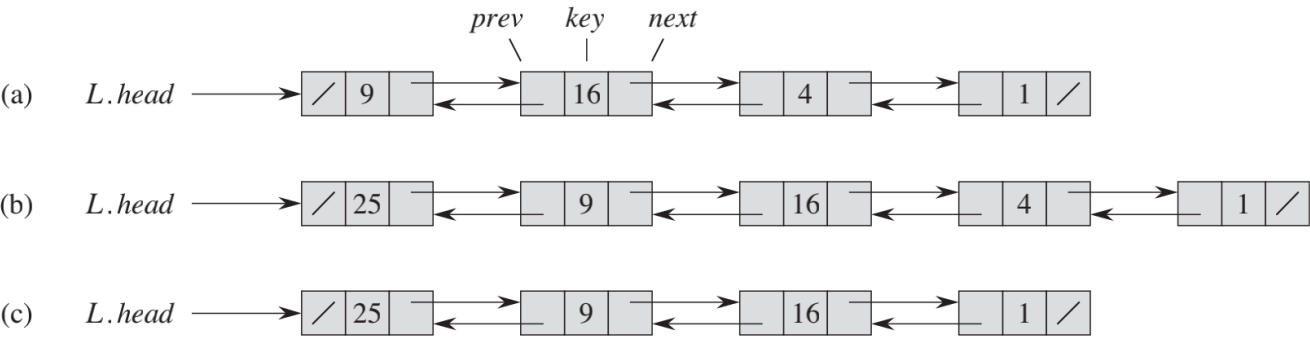 prev key next
(a) L.head / 9 16 4 1 /
(b) L.head / 25 9 16 4 1 /
(c) L.head / 25 9 16 1 /